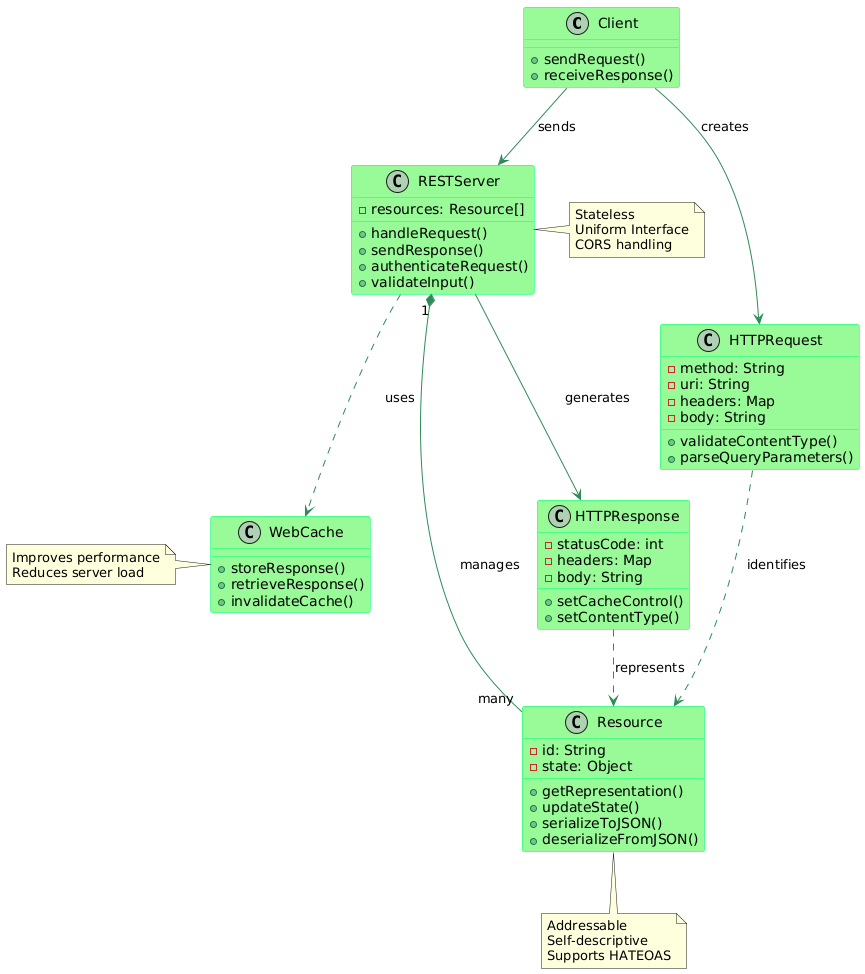 C Client
sendRequest()
receiveResponse()
sends
creates
C RESTServer
resources: Resource[]
handleRequest()
sendResponse()
authenticateRequest()
validateInput()
Stateless
Uniform Interface
CORS handling
1
uses
generates
C HTTPRequest
method: String
uri: String
headers: Map
body: String
validateContentType()
parseQueryParameters()
C WebCache
storeResponse()
retrieveResponse()
invalidateCache()
Improves performance
Reduces server load
manages
C HTTPResponse
statusCode: int
headers: Map
body: String
setCacheControl()
setContentType()
identifies
represents
many
C Resource
id: String
state: Object
getRepresentation()
updateState()
serializeToJSON()
deserializeFromJSON()
Addressable
Self-descriptive
Supports HATEOAS